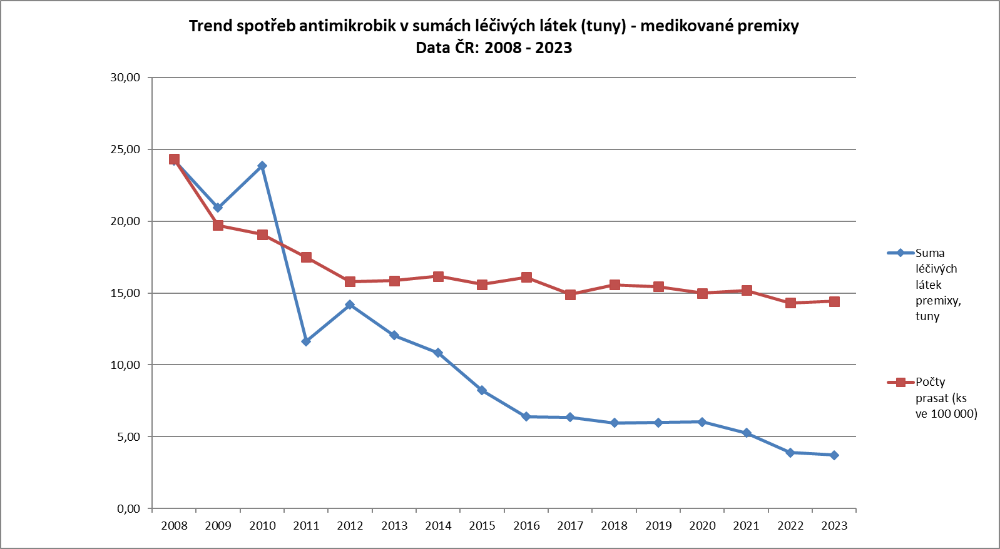 Trend spotřeb antimikrobik v sumách léčivých látek (tuny) - medikované premixy
Data ČR: 2008 - 2023
30,00
25,00
20,00
15,00
10,00
5,00
0,00
2008 2009 2010 2011 2012 2013 2014 2015 2016 2017 2018 2019 2020 2021 2022 2023
Suma
léčivých
látek
premixy,
tuny
Počty
prasat (ks
ve 100 000)